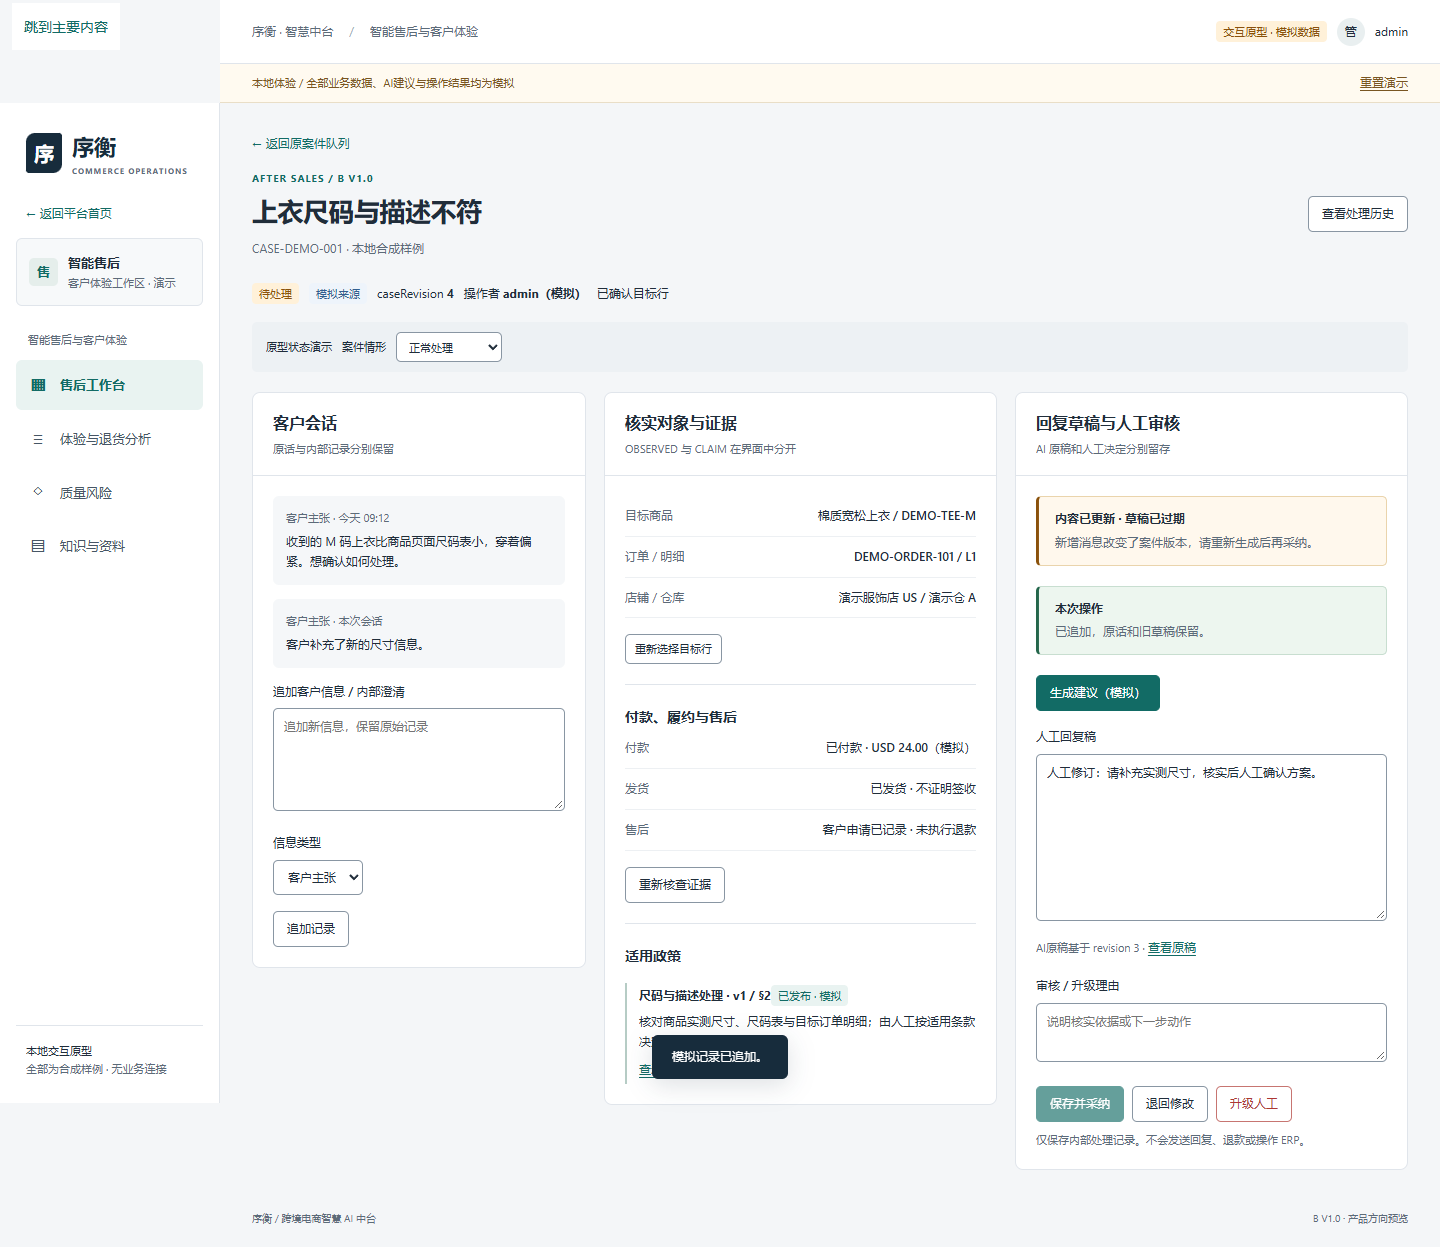 跳到主要内容
序衡 · 智慧中台 / 智能售后与客户体验
交互原型 · 模拟数据
管
admin
本地体验 / 全部业务数据、AI建议与操作结果均为模拟
重置演示
序
序衡
COMMERCE OPERATIONS
← 返回平台首页
售
智能售后
客户体验工作区 · 演示
智能售后与客户体验
售后工作台
体验与退货分析
质量风险
知识与资料
本地交互原型
全部为合成样例 · 无业务连接
← 返回原案件队列
AFTER SALES / B V1.0
上衣尺码与描述不符
查看处理历史
CASE-DEMO-001 · 本地合成样例
待处理 模拟来源 caseRevision 4 操作者 admin（模拟） 已确认目标行
原型状态演示 案件情形 正常处理
客户会话
原话与内部记录分别保留
客户主张 · 今天 09:12
收到的 M 码上衣比商品页面尺码表小，穿着偏
紧。想确认如何处理。
客户主张 · 本次会话
客户补充了新的尺寸信息。
追加客户信息 / 内部澄清
追加新信息，保留原始记录
信息类型
客户主张
追加记录
核实对象与证据
OBSERVED 与 CLAIM 在界面中分开
目标商品 棉质宽松上衣 / DEMO-TEE-M
订单 / 明细 DEMO-ORDER-101 / L1
店铺 / 仓库 演示服饰店 US / 演示仓 A
重新选择目标行
付款、履约与售后
付款 已付款 · USD 24.00（模拟）
发货 已发货 · 不证明签收
售后 客户申请已记录 · 未执行退款
重新核查证据
适用政策
尺码与描述处理 · v1 / §2 已发布 · 模拟
核对商品实测尺寸、尺码表与目标订单明细；由人工按适用条款
决
查
模拟记录已追加。
回复草稿与人工审核
AI 原稿和人工决定分别留存
内容已更新 · 草稿已过期
新增消息改变了案件版本，请重新生成后再采纳。
本次操作
已追加，原话和旧草稿保留。
生成建议（模拟）
人工回复稿
人工修订：请补充实测尺寸，核实后人工确认方案。
AI原稿基于 revision 3 · 查看原稿
审核 / 升级理由
说明核实依据或下一步动作
保存并采纳 退回修改 升级人工
仅保存内部处理记录。不会发送回复、退款或操作 ERP。
序衡 / 跨境电商智慧 AI 中台
B V1.0 · 产品方向预览